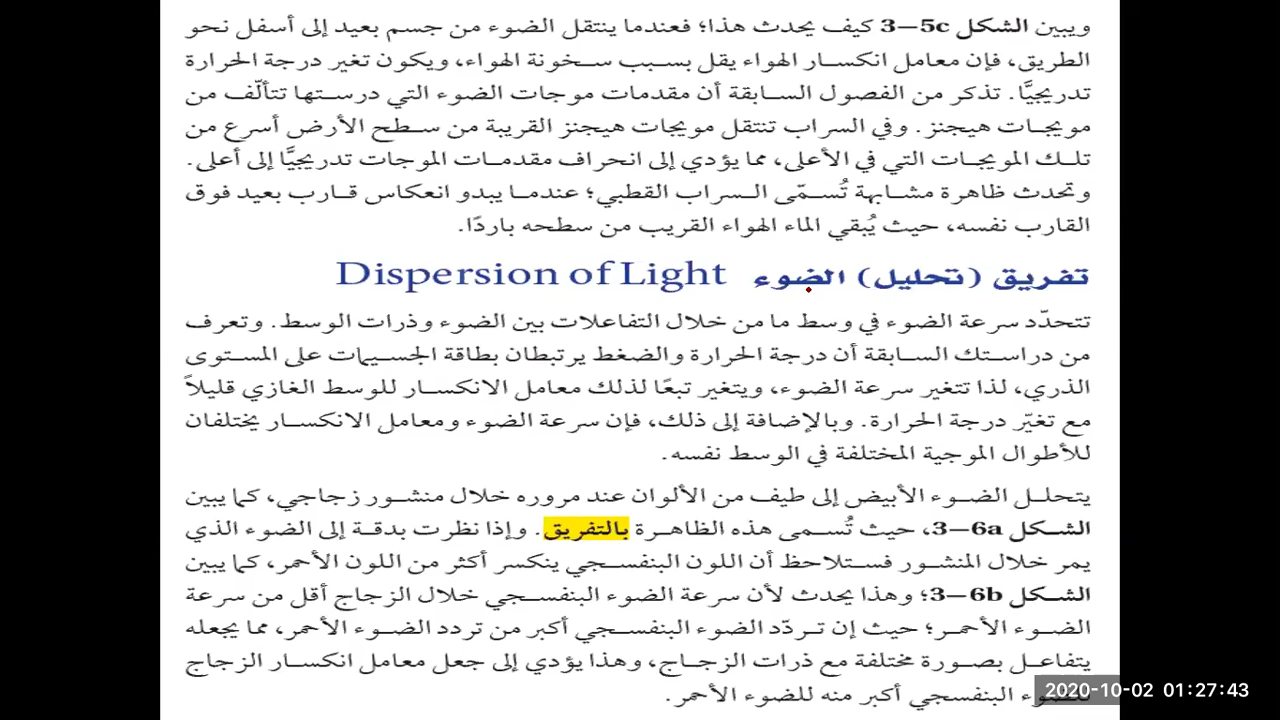 ويبين الشكل 5c–3 كيف يحدث هذا؛ فعندما ينتقل الضوء من جسم بعيد إلى أسفل نحو
الطريق، فإن معامل انكسار الهواء يقل بسبب سخونة الهواء، ويكون تغير درجة الحرارة
تدريجيًّا. تذكر من الفصول السابقة أن مقدمات موجات الضوء التي درستها تتألّف من
مويجات هيجنز. وفي السراب تنتقل مويجات هيجنز القريبة من سطح الأرض أسرع من
تلك المويجات التي في الأعلى، مما يؤدي إلى انحراف مقدمات الموجات تدريجيًّا إلى أعلى.
وتحدث ظاهرة مشابهة تُسمّى السراب القطبي؛ عندما يبدو انعكاس قارب بعيد فوق
القارب نفسه، حيث يُبقي الماء الهواء القريب من سطحه باردًا.
تفريق (تحليل) الضوء Dispersion of Light
تتحدّد سرعة الضوء في وسط ما من خلال التفاعلات بين الضوء وذرات الوسط. وتعرف
من دراستك السابقة أن درجة الحرارة والضغط يرتبطان بطاقة الجسيمات على المستوى
الذري، لذا تتغير سرعة الضوء، ويتغير تبعًا لذلك معامل الانكسار للوسط الغازي قليلاً
مع تغيّر درجة الحرارة. وبالإضافة إلى ذلك، فإن سرعة الضوء ومعامل الانكسار يختلفان
للأطوال الموجية المختلفة في الوسط نفسه.
يتحلل الضوء الأبيض إلى طيف من الألوان عند مروره خلال منشور زجاجي، كما يبين
الشكل 6a–3، حيث تُسمى هذه الظاهرة بالتفريق. وإذا نظرت بدقة إلى الضوء الذي
يمر خلال المنشور فستلاحظ أن اللون البنفسجي ينكسر أكثر من اللون الأحمر، كما يبين
الشكل 6b–3؛ وهذا يحدث لأن سرعة الضوء البنفسجي خلال الزجاج أقل من سرعة
الضوء الأحمر؛ حيث إن تردّد الضوء البنفسجي أكبر من تردد الضوء الأحمر، مما يجعله
يتفاعل بصورة مختلفة مع ذرات الزجاج، وهذا يؤدي إلى جعل معامل انكسار الزجاج
للضوء البنفسجي أكبر منه للضوء الأحمر.
2020-10-02 01:27:43